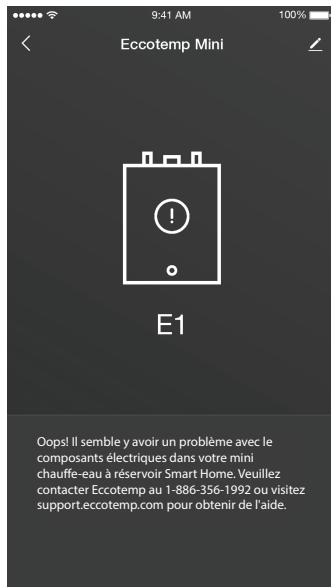 9:41 AM
100%
Eccotemp Mini
!
E1
Oops! Il semble y avoir un problème avec le
composants électriques dans votre mini
chauffe-eau à réservoir Smart Home. Veuillez
contacter Eccotemp au 1-886-356-1992 ou visitez
support.eccotemp.com pour obtenir de l'aide.